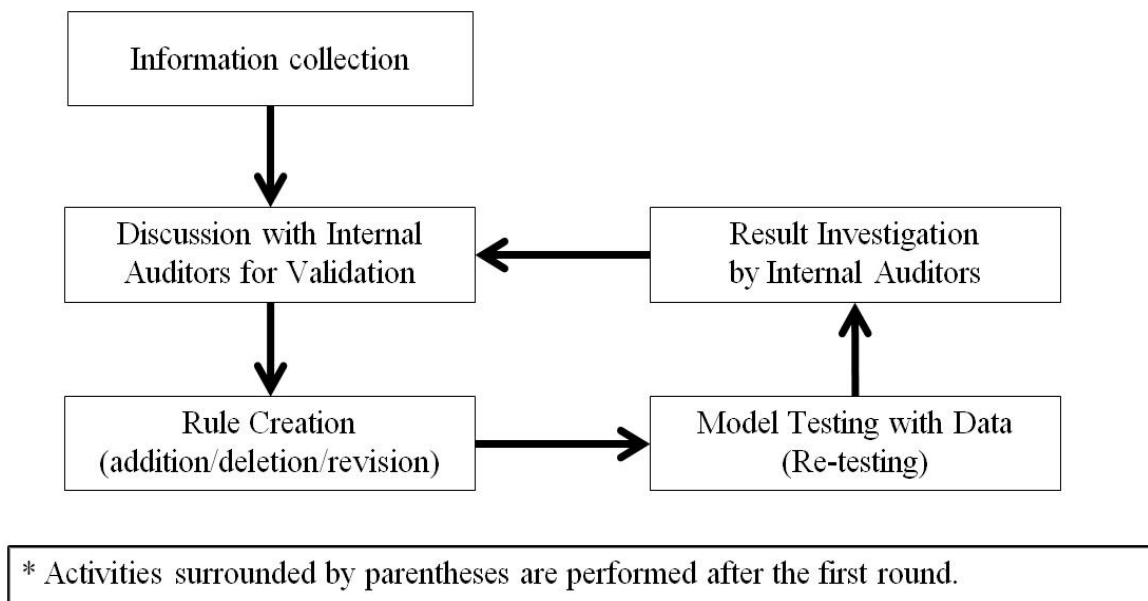 Information collection
Discussion with Internal
Auditors for Validation
Result Investigation
by Internal Auditors
Rule Creation
(addition/deletion/revision)
Model Testing with Data
(Re-testing)
* Activities surrounded by parentheses are performed after the first round.